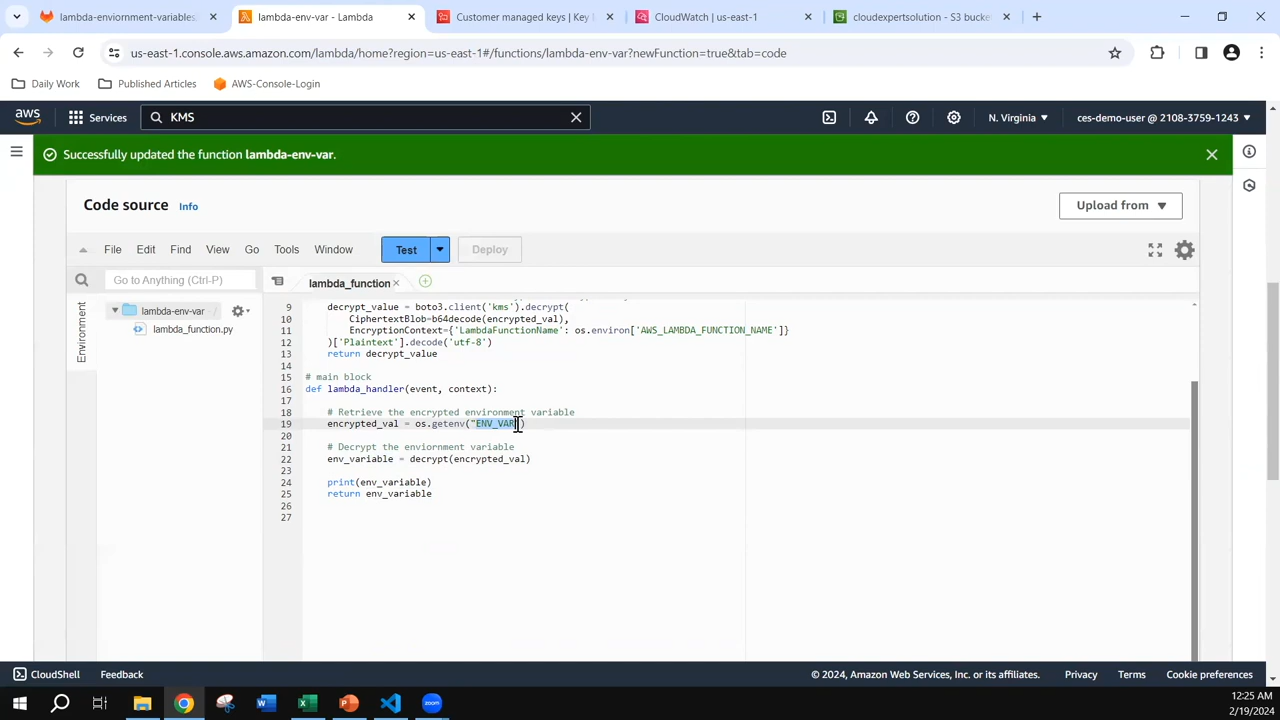 lambda-enviornment-variables
lambda-env-var - Lambda
Customer managed keys | Key M
CloudWatch | us-east-1
cloudexpertsolution - S3 bucket
us-east-1.console.aws.amazon.com/lambda/home?region=us-east-1#/functions/lambda-env-var?newFunction=true&tab=code
Daily Work
Published Articles
AWS-Console-Login
aws
Services
KMS
N. Virginia
ces-demo-user @ 2108-3759-1243
Successfully updated the function lambda-env-var.
Code source
Info
Upload from
File
Edit
Find
View
Go
Tools
Window
Test
Deploy
Go to Anything (Ctrl-P)
lambda_function
Environment
lambda-env-var
lambda_function.py
9 decrypt_value = boto3.client('kms').decrypt(
10 CiphertextBlob=b64decode(encrypted_val),
11 EncryptionContext={'LambdaFunctionName': os.environ['AWS_LAMBDA_FUNCTION_NAME']}
12 )['Plaintext'].decode('utf-8')
13 return decrypt_value
14
15 # main block
16 def lambda_handler(event, context):
17
18 # Retrieve the encrypted environment variable
19 encrypted_val = os.getenv("ENV_VAR")
20
21 # Decrypt the enviornment variable
22 env_variable = decrypt(encrypted_val)
23
24 print(env_variable)
25 return env_variable
26
27
CloudShell
Feedback
© 2024, Amazon Web Services, Inc. or its affiliates.
Privacy
Terms
Cookie preferences
zoom
12:25 AM
2/19/2024